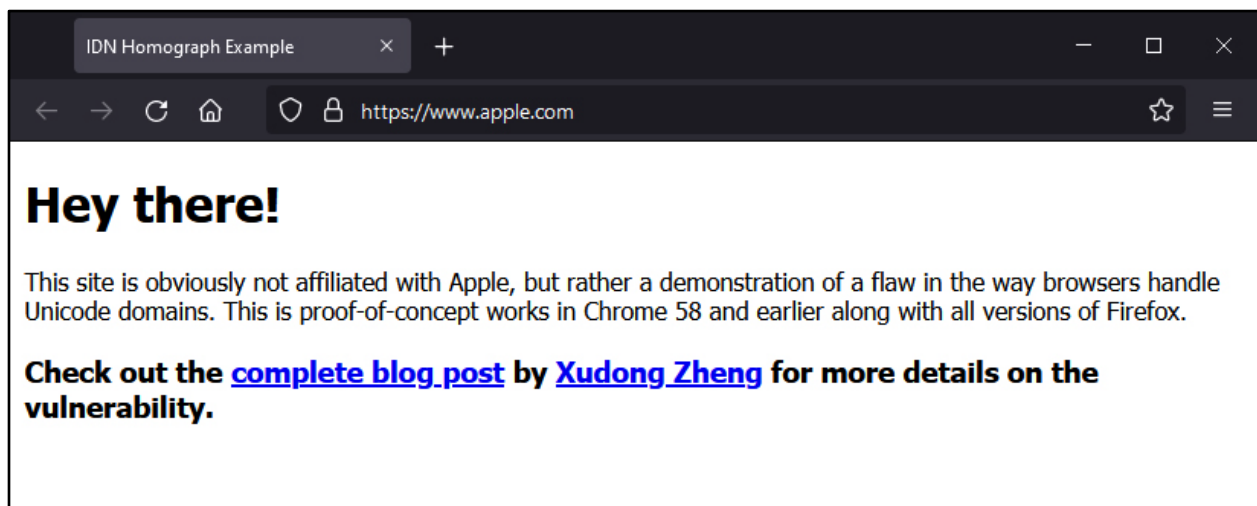 IDN Homograph Example
https://www.apple.com
Hey there!
This site is obviously not affiliated with Apple, but rather a demonstration of a flaw in the way browsers handle
Unicode domains. This is proof-of-concept works in Chrome 58 and earlier along with all versions of Firefox.
Check out the complete blog post by Xudong Zheng for more details on the
vulnerability.